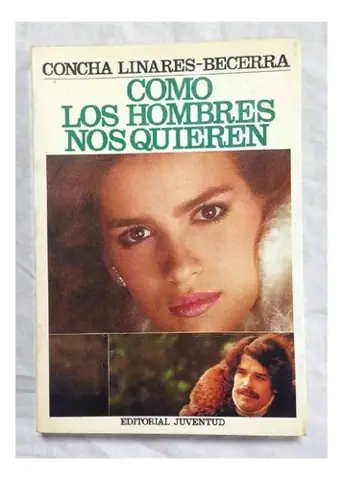 CONCHA LINARES-BECERRA
COMO
LOS HOMBRES
NOS QUIEREN
EDITORIAL JUVENTUD